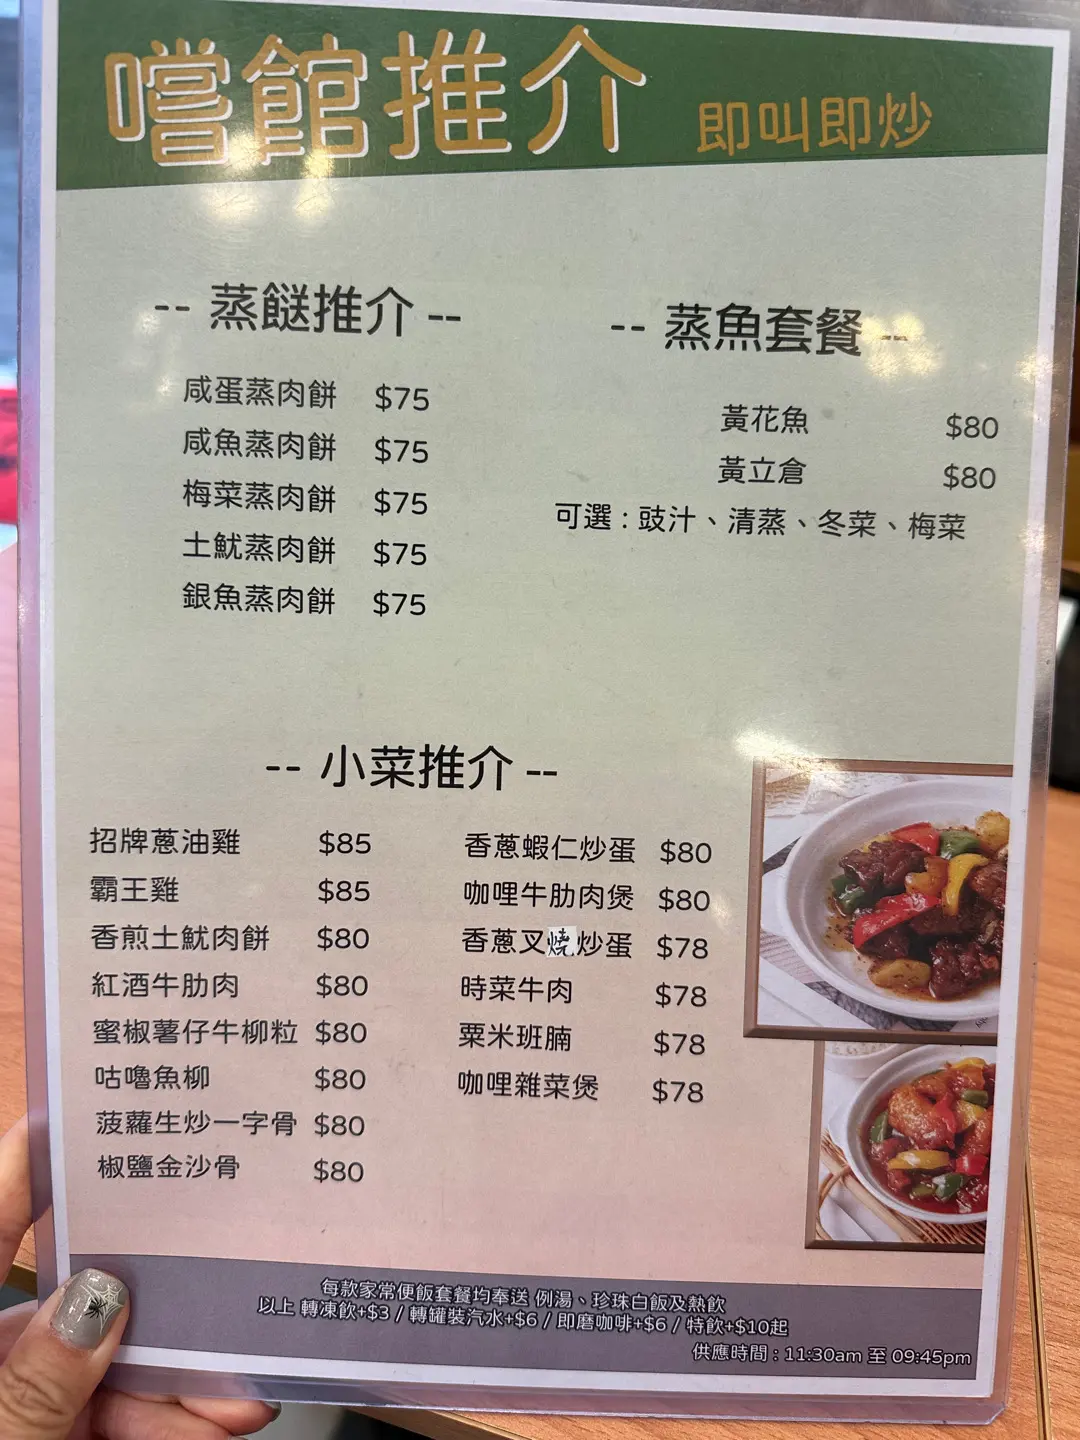 嚐館推介 即叫即炒
-- 蒸餸推介 --
咸蛋蒸肉餅 $75
咸魚蒸肉餅 $75
梅菜蒸肉餅 $75
土魷蒸肉餅 $75
銀魚蒸肉餅 $75
-- 蒸魚套餐 --
黃花魚 $80
黃立倉 $80
可選：豉汁、清蒸、冬菜、梅菜
-- 小菜推介 --
招牌蔥油雞 $85
霸王雞 $85
香煎土魷肉餅 $80
紅酒牛肋肉 $80
蜜椒薯仔牛柳粒 $80
咕嚕魚柳 $80
菠蘿生炒一字骨 $80
椒鹽金沙骨 $80
香蔥蝦仁炒蛋 $80
咖哩牛肋肉煲 $80
香蔥叉燒炒蛋 $78
時菜牛肉 $78
粟米班腩 $78
咖哩雜菜煲 $78
每款家常便飯套餐均奉送 例湯、珍珠白飯及熱飲
以上 轉凍飲+$3 / 轉罐裝汽水+$6 / 即磨咖啡+$6 / 特飲+$10起
供應時間：11:30am 至 09:45pm